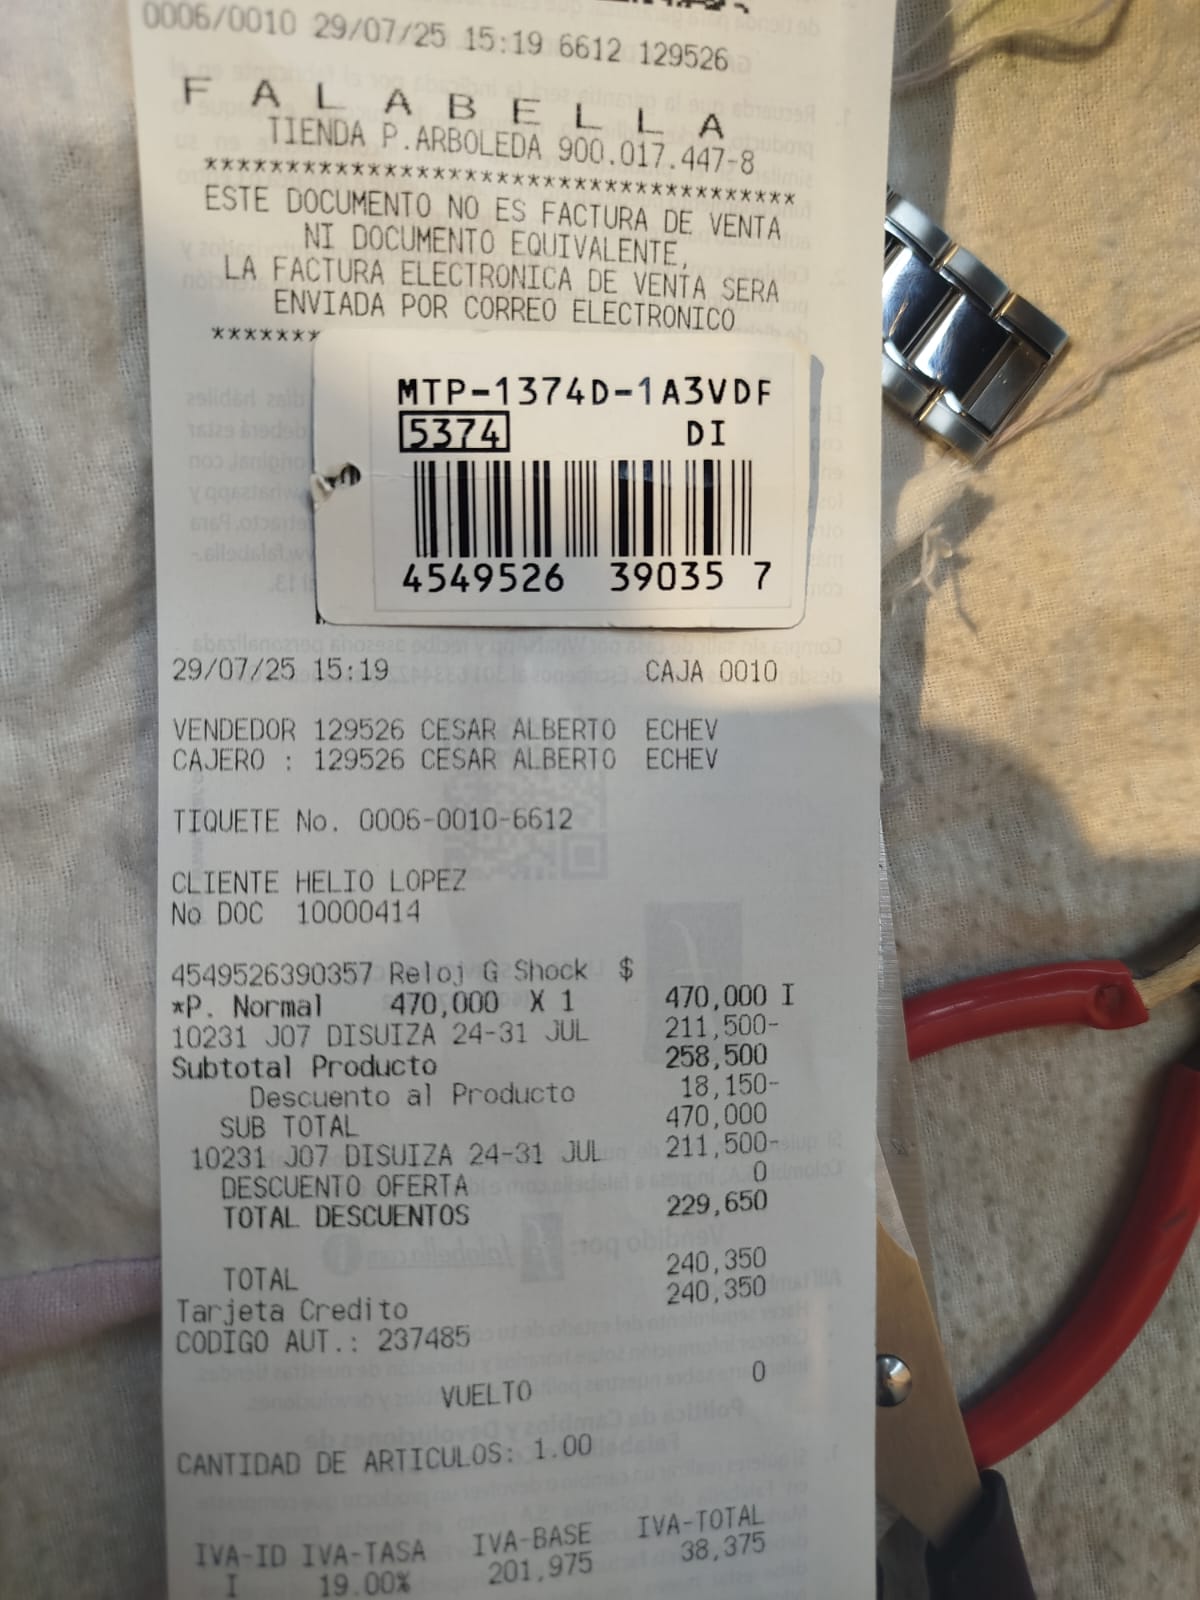 0006/0010 29/07/25 15:19 6612 129526
FALABELLA
TIENDA P.ARBOLEDA 900.017.447-8
***************************************
ESTE DOCUMENTO NO ES FACTURA DE VENTA
NI DOCUMENTO EQUIVALENTE,
LA FACTURA ELECTRONICA DE VENTA SERA
ENVIADA POR CORREO ELECTRONICO
*******
MTP-1374D-1A3VDF
5374 DI
4549526 39035 7
29/07/25 15:19 CAJA 0010
VENDEDOR 129526 CESAR ALBERTO ECHEV
CAJERO : 129526 CESAR ALBERTO ECHEV
TIQUETE No. 0006-0010-6612
CLIENTE HELIO LOPEZ
No DOC 10000414
4549526390357 Reloj G Shock $
*P. Normal 470,000 X 1 470,000 I
10231 J07 DISUIZA 24-31 JUL 211,500-
Subtotal Producto 258,500
Descuento al Producto 18,150-
SUB TOTAL 470,000
10231 J07 DISUIZA 24-31 JUL 211,500-
DESCUENTO OFERTA 0
TOTAL DESCUENTOS 229,650
TOTAL 240,350
Tarjeta Credito 240,350
CODIGO AUT.: 237485
VUELTO 0
CANTIDAD DE ARTICULOS: 1.00
IVA-ID IVA-TASA IVA-BASE IVA-TOTAL
I 19.00% 201,975 38,375